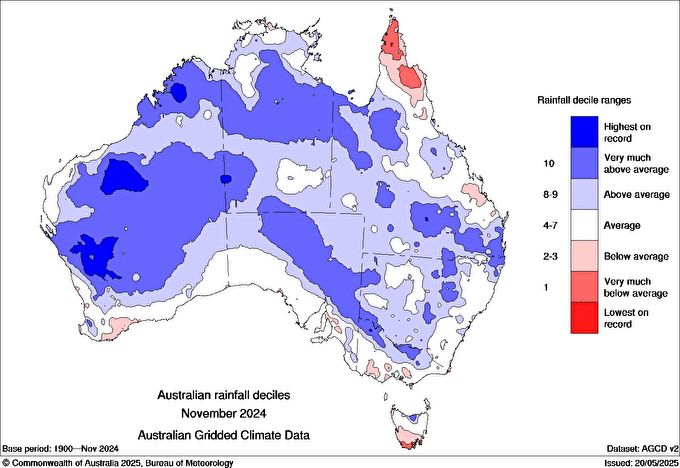 Rainfall decile ranges
Highest on
record
10
Very much
above average
8-9
Above average
4-7
Average
2-3
Below average
1
Very much
below average
Lowest on
record
Australian rainfall deciles
November 2024
Australian Gridded Climate Data
Base period: 1900—Nov 2024
Dataset: AGCD v2
© Commonwealth of Australia 2025, Bureau of Meteorology
Issued: 20/05/2025